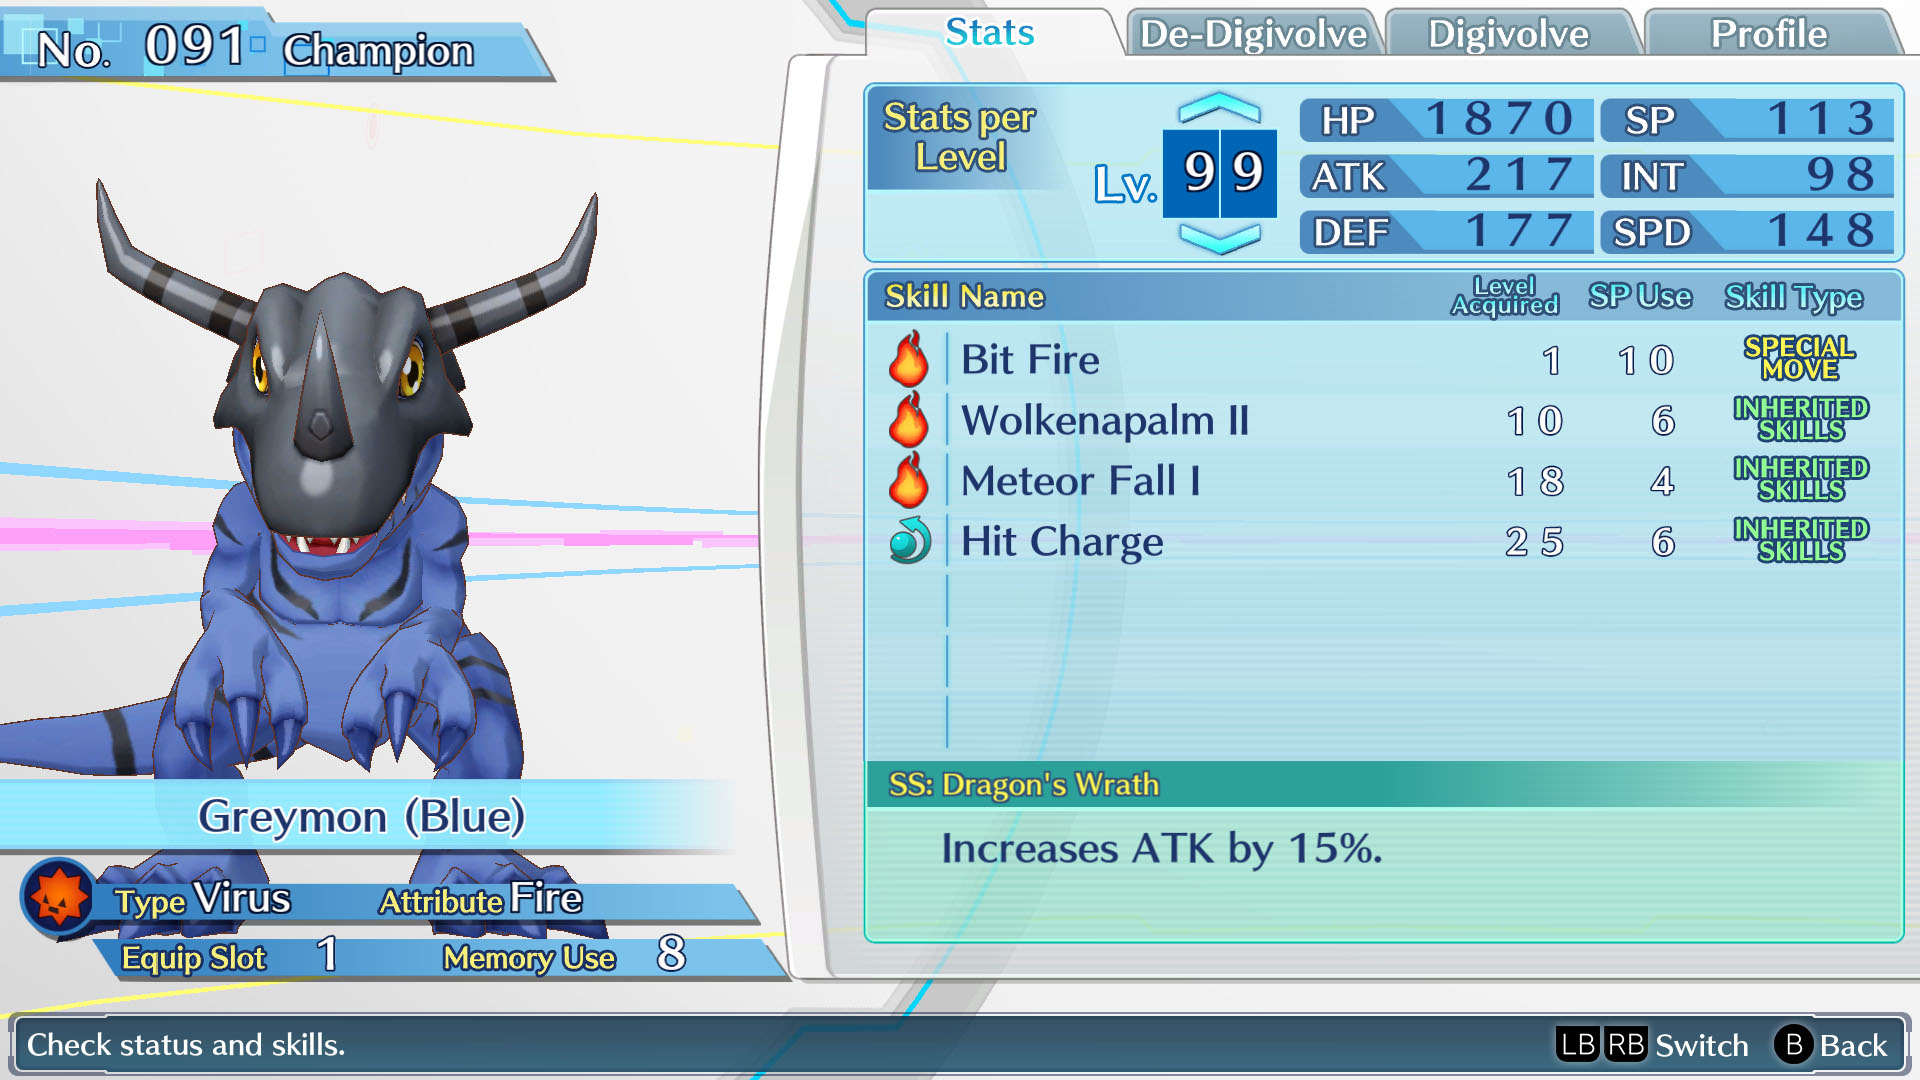 No. 091 Champion
Stats De-Digivolve Digivolve Profile
Stats per
Level
Lv. 99
HP 1870 SP 113
ATK 217 INT 98
DEF 177 SPD 148
Skill Name Level Acquired SP Use Skill Type
Bit Fire 1 10 SPECIAL MOVE
Wolkenapalm II 10 6 INHERITED SKILLS
Meteor Fall I 18 4 INHERITED SKILLS
Hit Charge 25 6 INHERITED SKILLS
SS: Dragon's Wrath
Increases ATK by 15%.
Greymon (Blue)
Type Virus Attribute Fire
Equip Slot 1 Memory Use 8
Check status and skills.
LB RB Switch B Back